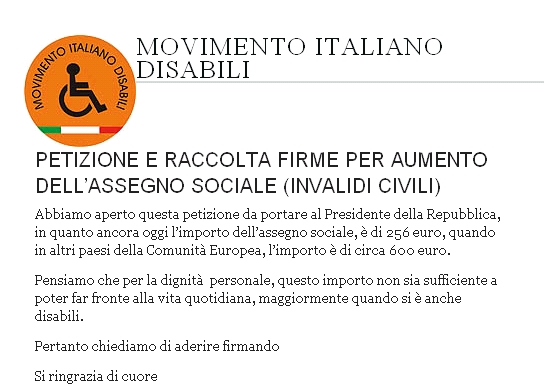 MOVIMENTO ITALIANO DISABILI
MOVIMENTO ITALIANO
DISABILI
PETIZIONE E RACCOLTA FIRME PER AUMENTO
DELL'ASSEGNO SOCIALE (INVALIDI CIVILI)
Abbiamo aperto questa petizione da portare al Presidente della Repubblica,
in quanto ancora oggi l'importo dell'assegno sociale, è di 256 euro, quando
in altri paesi della Comunità Europea, l'importo è di circa 600 euro.
Pensiamo che per la dignità personale, questo importo non sia sufficiente a
poter far fronte alla vita quotidiana, maggiormente quando si è anche
disabili.
Pertanto chiediamo di aderire firmando
Si ringrazia di cuore